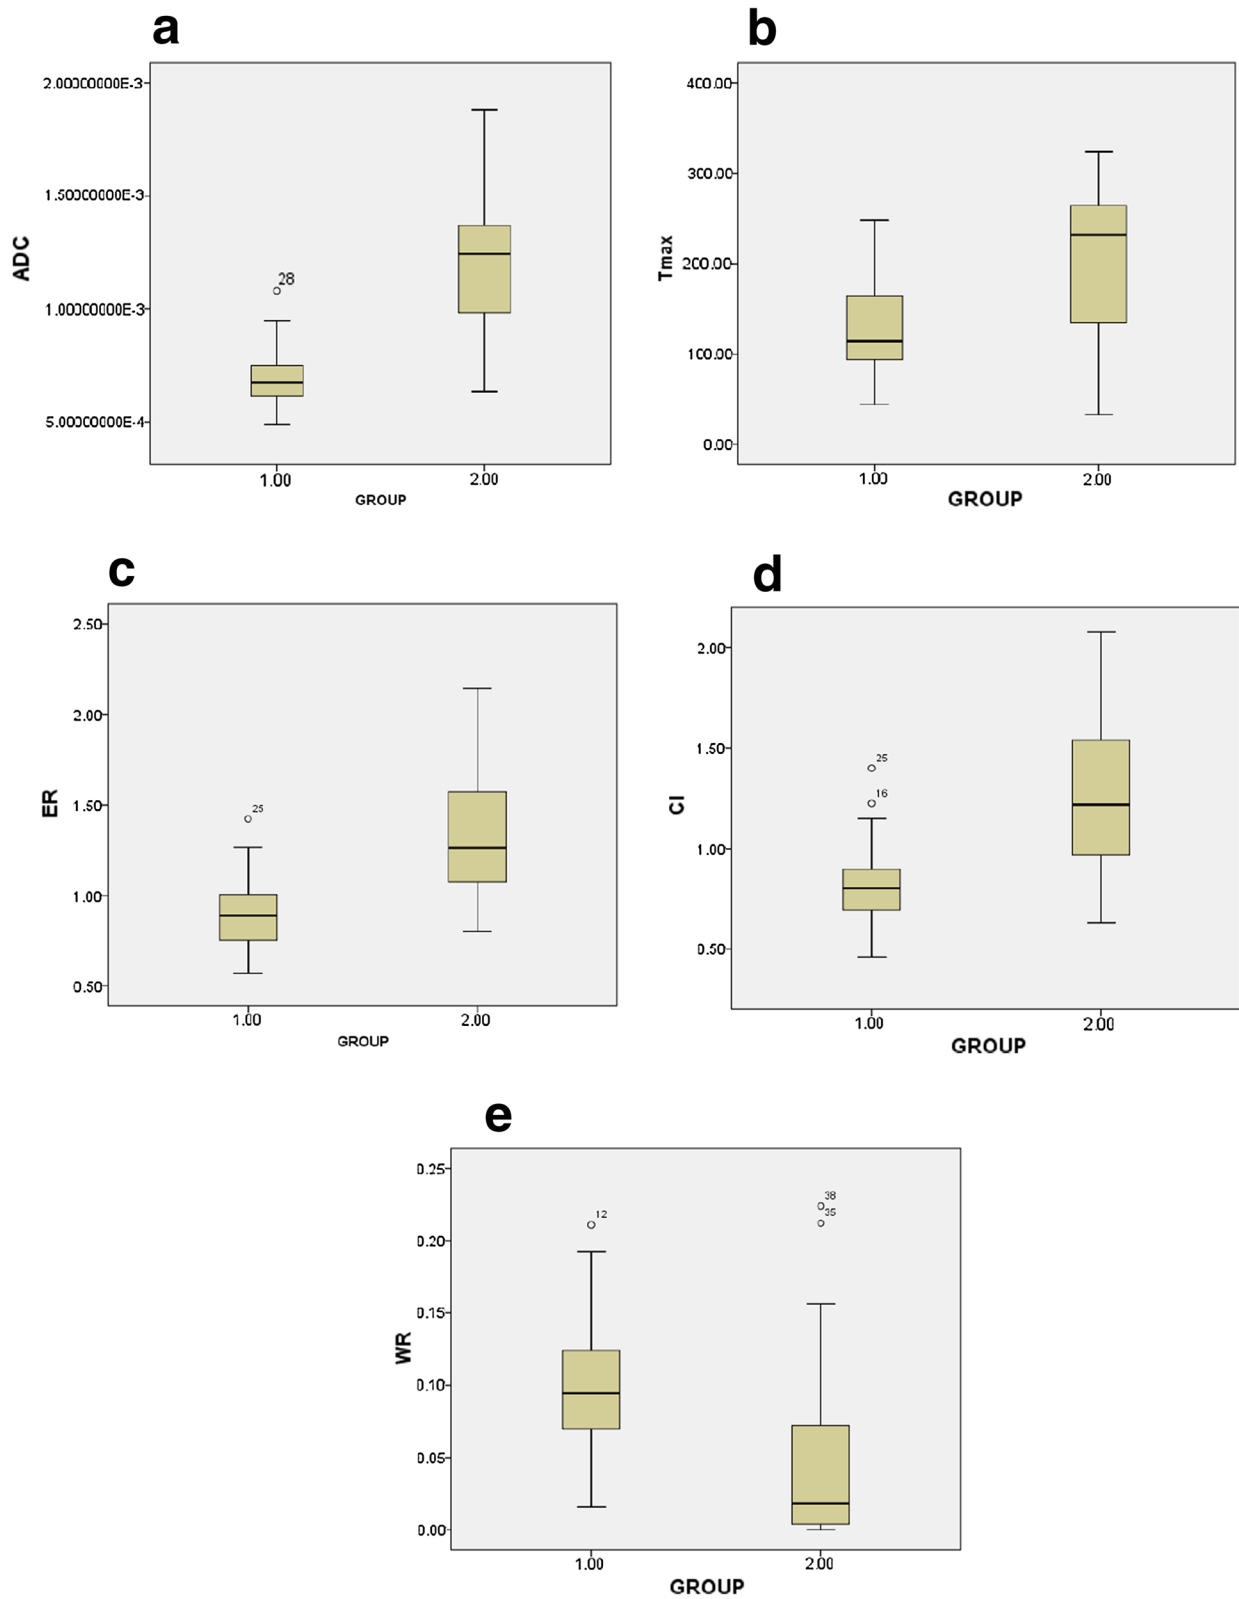 a
2.00000000E-3
1.50000000E-3
1.00000000E-3
5.00000000E-4
ADC
28
1.00
2.00
GROUP
b
400.00
300.00
200.00
100.00
0.00
Tmax
1.00
2.00
GROUP
c
2.50
2.00
1.50
1.00
0.50
ER
25
1.00
2.00
GROUP
d
2.00
1.50
1.00
0.50
CI
25
16
1.00
2.00
GROUP
e
0.25
0.20
0.15
0.10
0.05
0.00
WR
12
38
35
1.00
2.00
GROUP